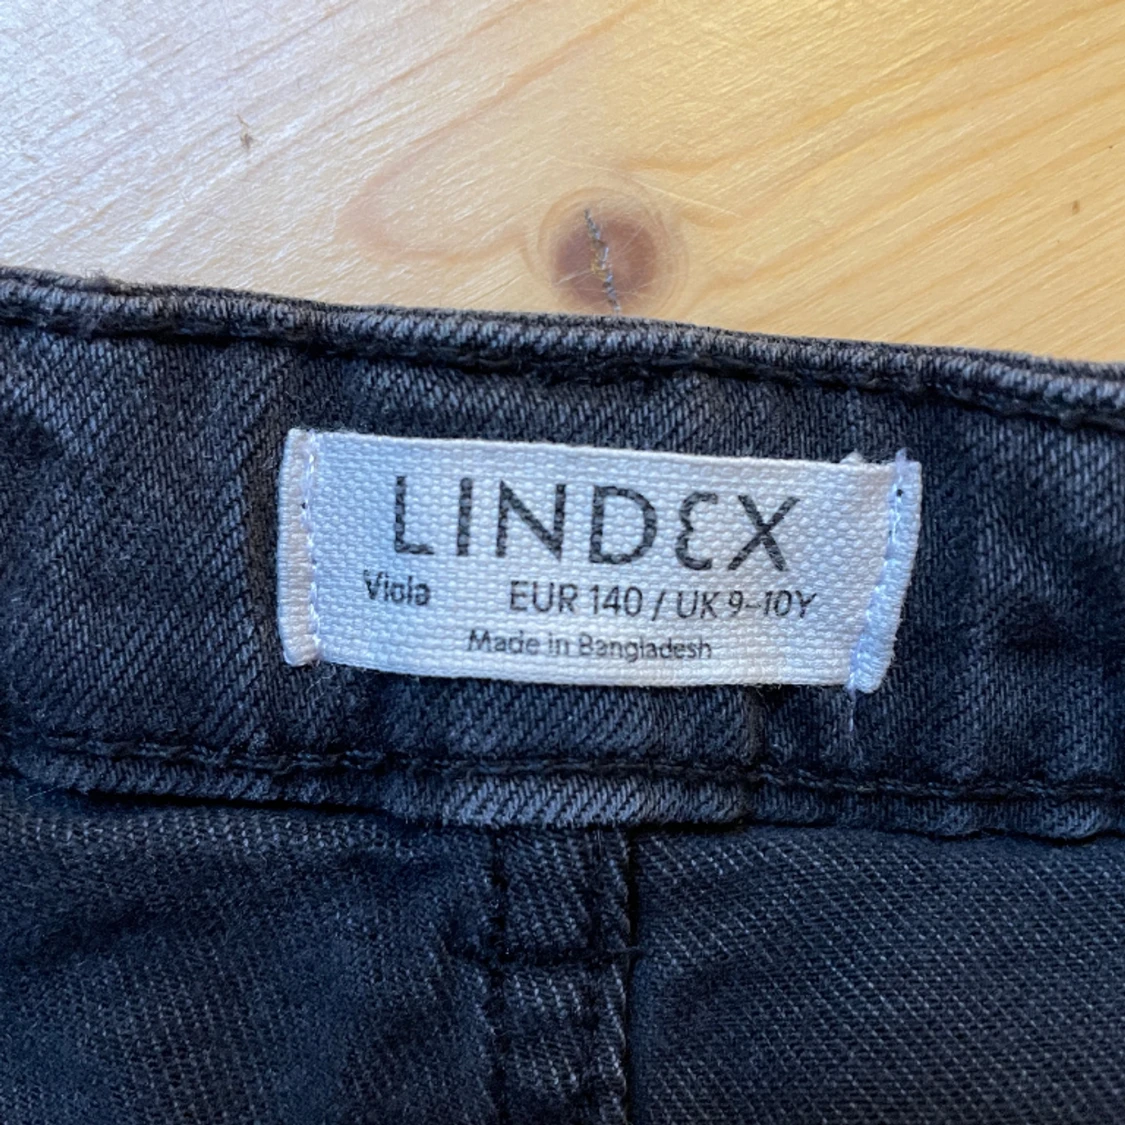 LINDEX
Viola EUR 140 / UK 9-10Y
Made in Bangladesh